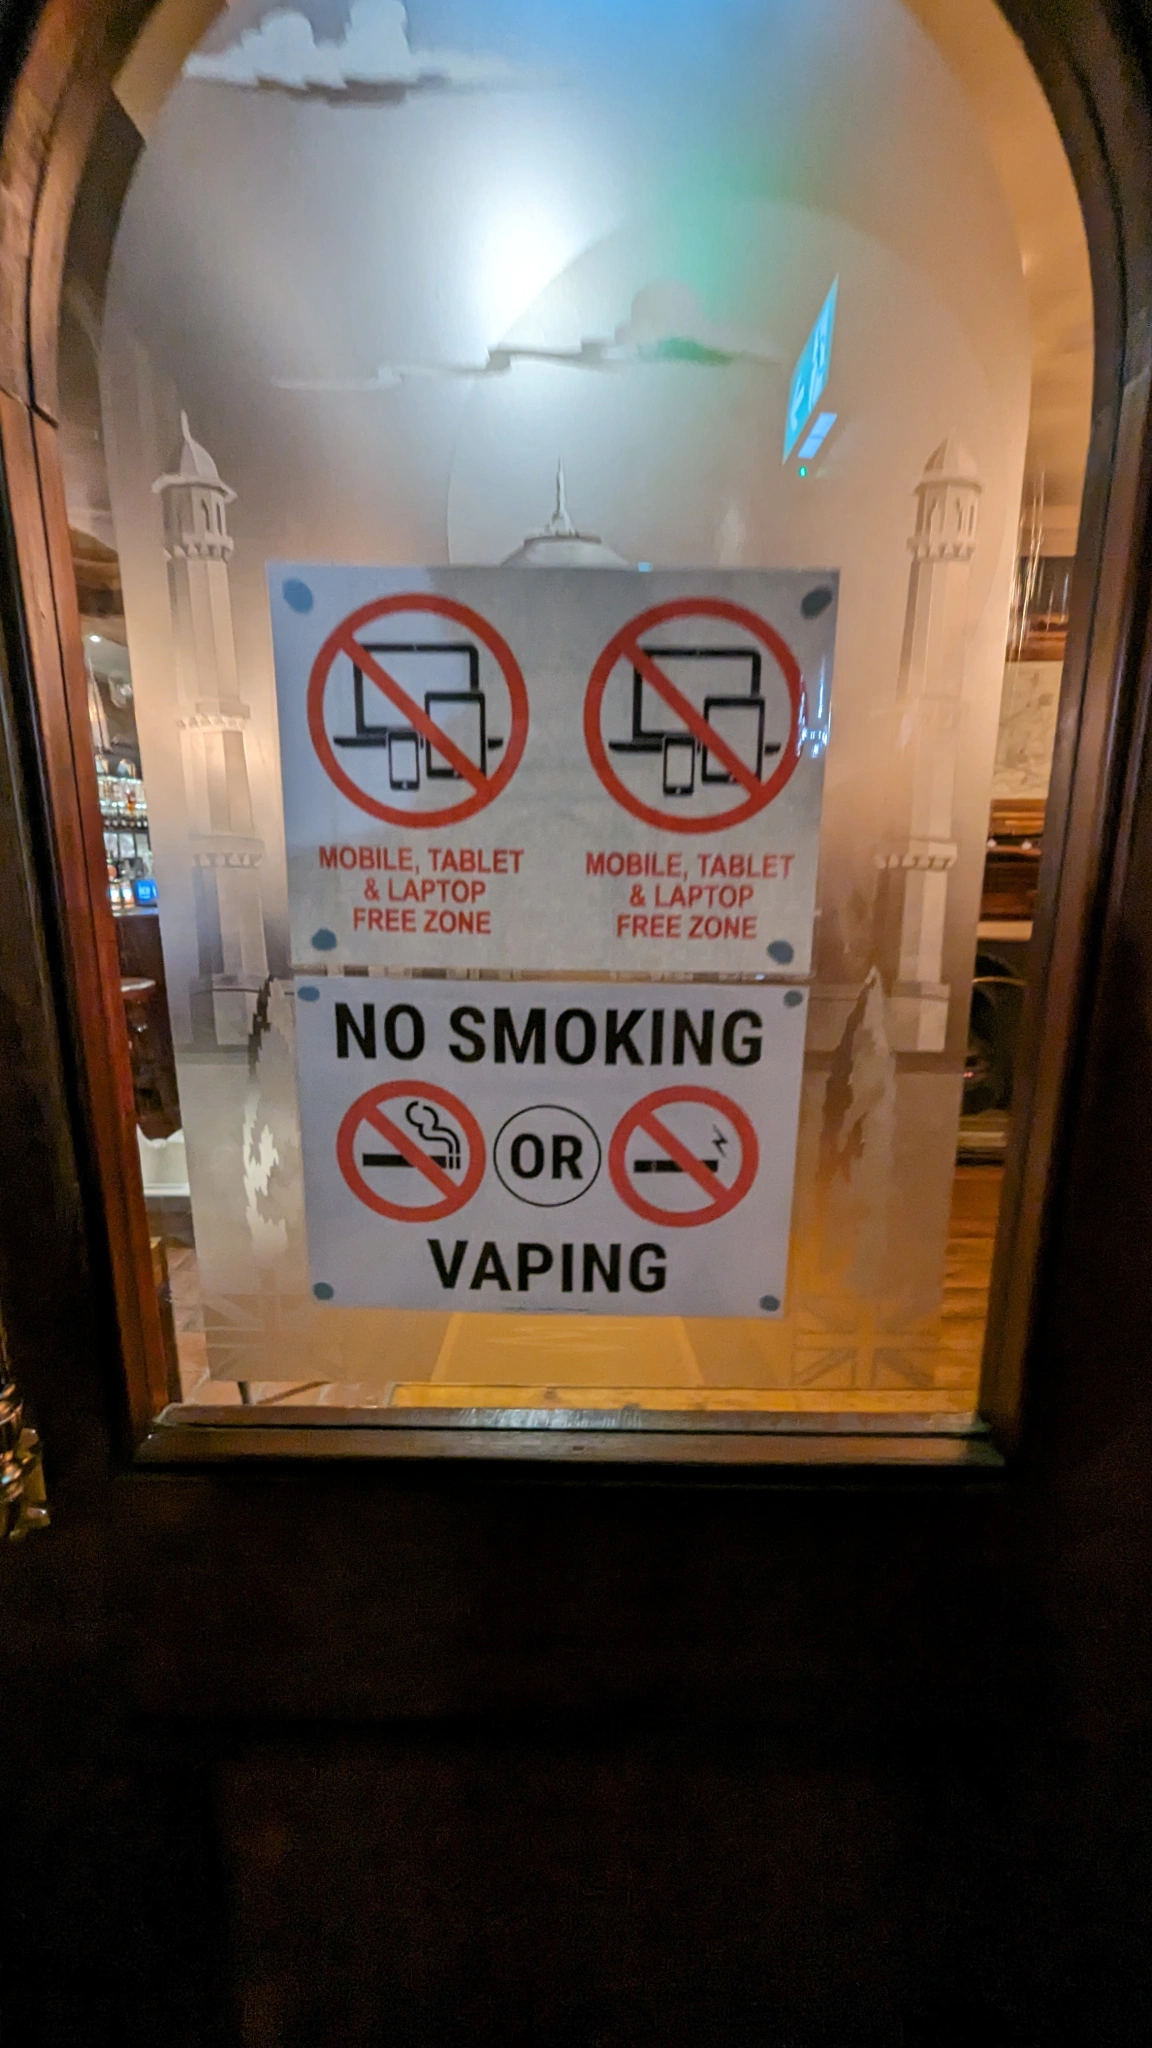 MOBILE, TABLET
& LAPTOP
FREE ZONE
MOBILE, TABLET
& LAPTOP
FREE ZONE
NO SMOKING
OR
VAPING